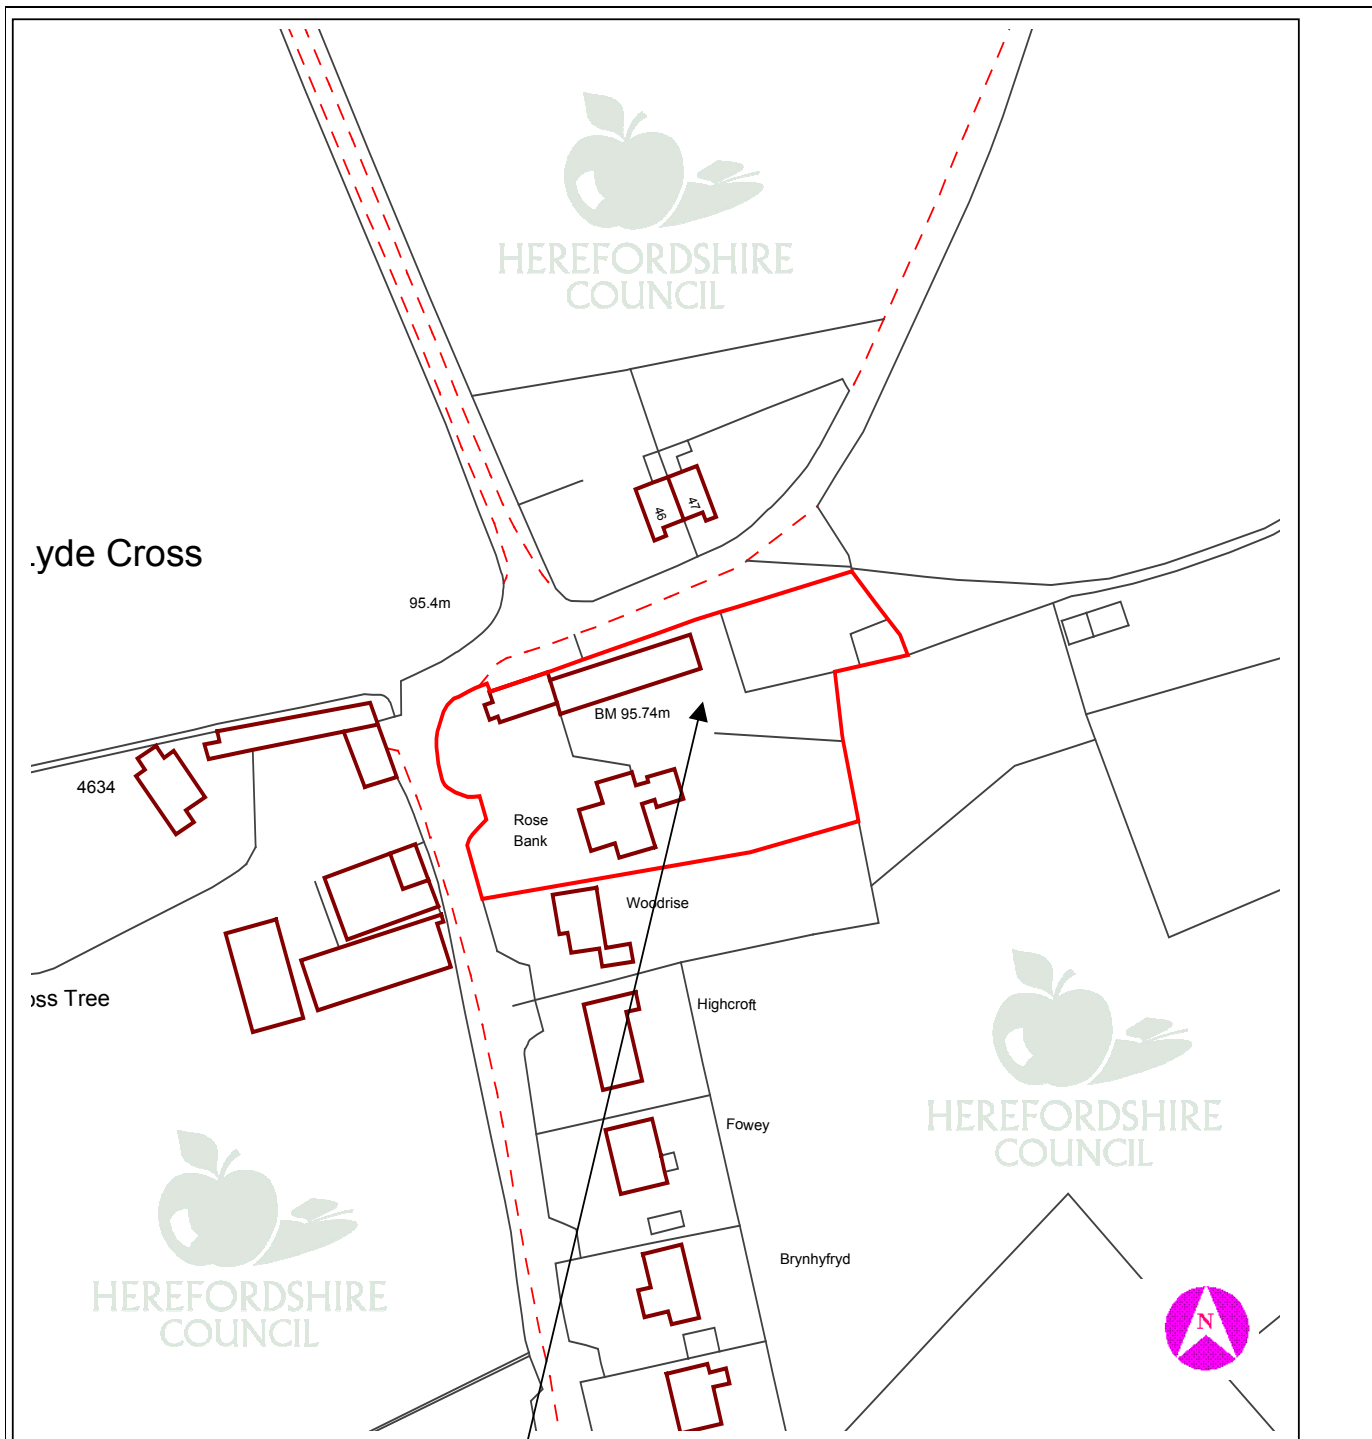 HEREFORDSHIRE
COUNCIL
47
46
.yde Cross
95.4m
BM 95.74m
4634
Rose
Bank
Woodrise
oss Tree
Highcroft
HEREFORDSHIRE
COUNCIL
Fowey
Brynhyfryd
HEREFORDSHIRE
COUNCIL
N